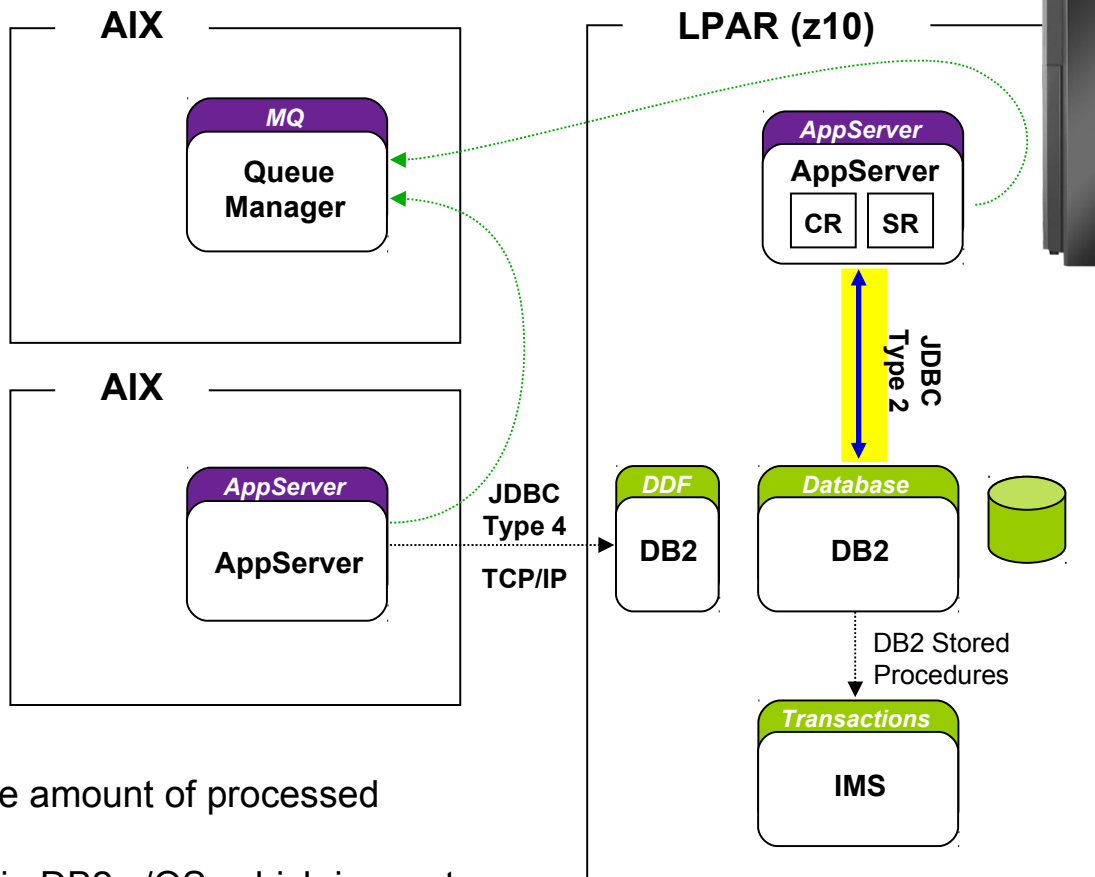 AIX
MQ
Queue
Manager
AIX
AppServer
AppServer
JDBC
Type 4
TCP/IP
LPAR (z10)
AppServer
AppServer
CR
SR
JDBC
Type 2
DDF
DB2
Database
DB2
DB2 Stored
Procedures
Transactions
IMS
e amount of processed